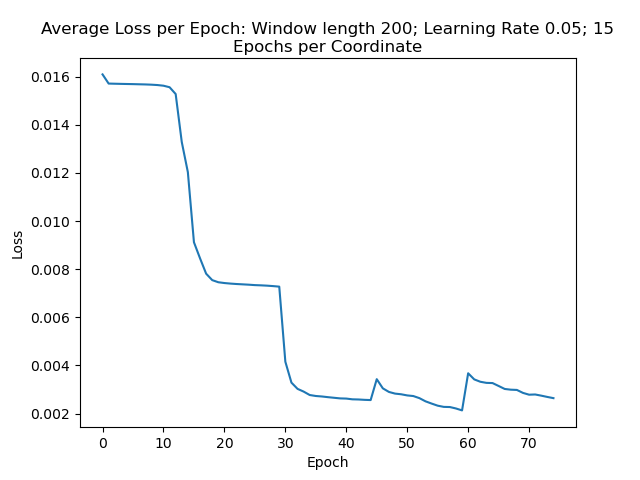 Average Loss per Epoch: Window length 200; Learning Rate 0.05; 15
Epochs per Coordinate
0.016
0.014
0.012
0.010
0.008
0.006
0.004
0.002
Loss
0 10 20 30 40 50 60 70
Epoch